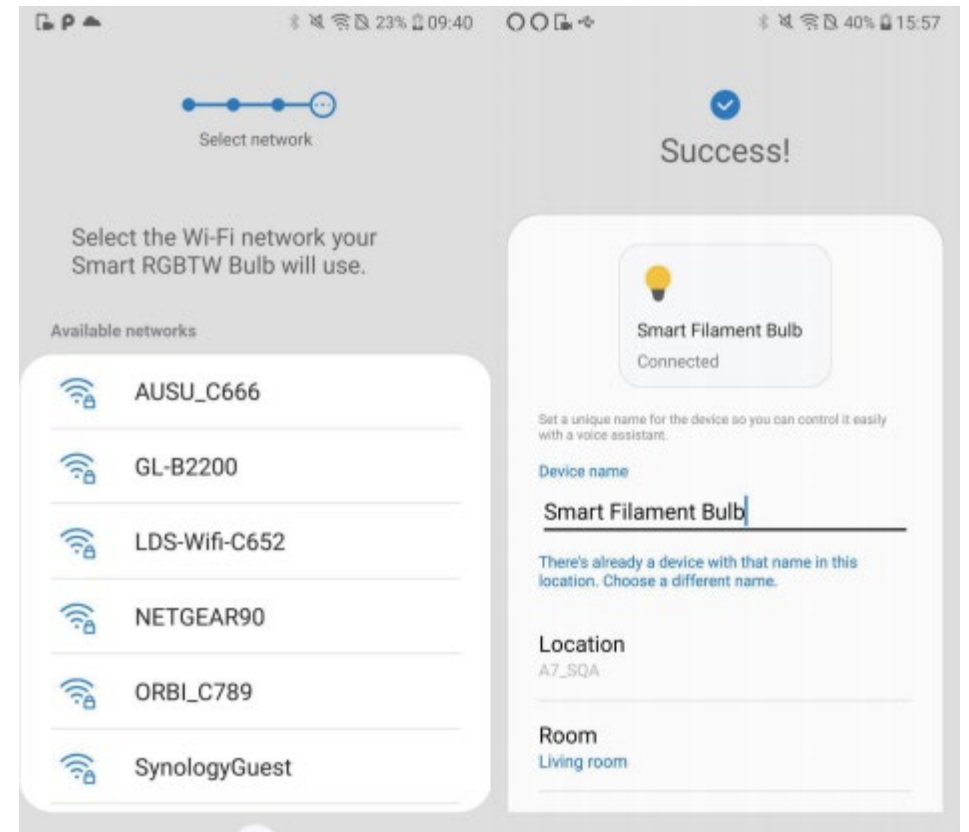 23% 09:40
Select network
Select the Wi-Fi network your
Smart RGBTW Bulb will use.
Available networks
AUSU_C666
GL-B2200
LDS-Wifi-C652
NETGEAR90
ORBI_C789
SynologyGuest
40% 15:57
Success!
Smart Filament Bulb
Connected
Set a unique name for the device so you can control it easily
with a voice assistant.
Device name
Smart Filament Bulb
There's already a device with that name in this
location. Choose a different name.
Location
A7_SQA
Room
Living room